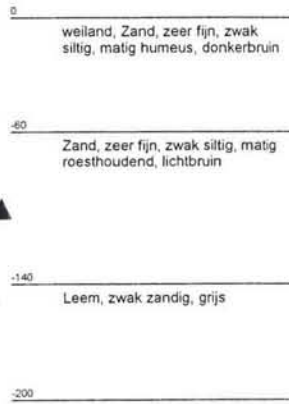 0
weiland, Zand, zeer fijn, zwak
siltig, matig humeus, donkerbruin
-60
Zand, zeer fijn, zwak siltig, matig
roesthoudend, lichtbruin
-140
Leem, zwak zandig, grijs
-200